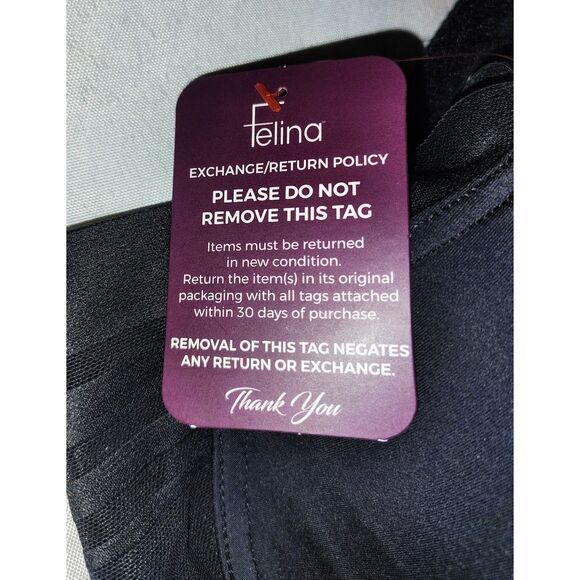 Felina
EXCHANGE/RETURN POLICY
PLEASE DO NOT
REMOVE THIS TAG
Items must be returned
in new condition.
Return the item(s) in its original
packaging with all tags attached
within 30 days of purchase.
REMOVAL OF THIS TAG NEGATES
ANY RETURN OR EXCHANGE.
Thank You